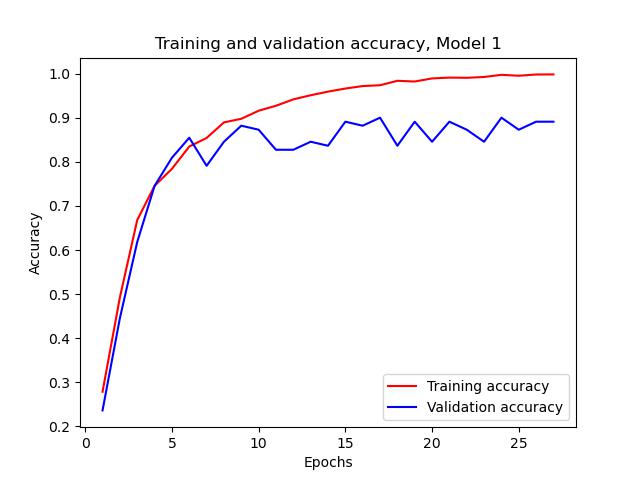 Training and validation accuracy, Model 1
1.0
0.9
0.8
0.7
0.6
0.5
0.4
0.3
0.2
Accuracy
Training accuracy
Validation accuracy
0 5 10 15 20 25
Epochs